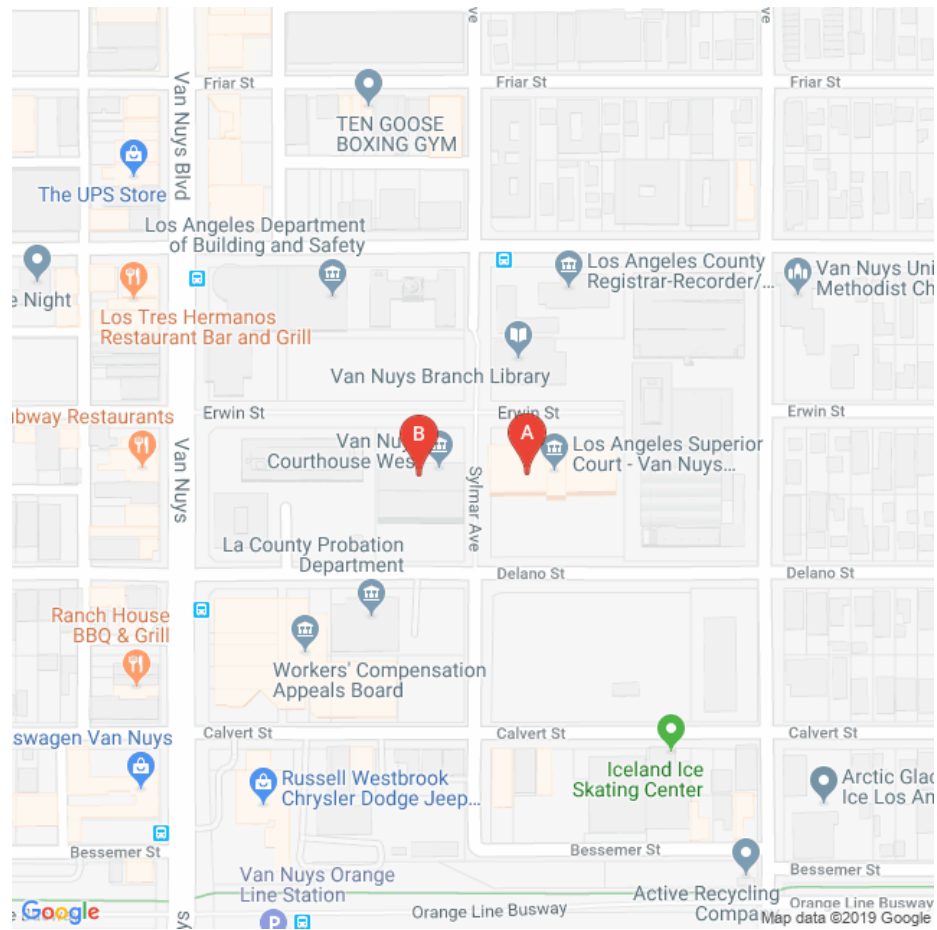 ve
ve
Friar St
Friar St
Friar St
Van Nuys Blvd
TEN GOOSE
BOXING GYM
The UPS Store
Los Angeles Department
of Building and Safety
Los Angeles County
Registrar-Recorder/...
Van Nuys Uni
Methodist Ch
e Night
Los Tres Hermanos
Restaurant Bar and Grill
Van Nuys Branch Library
Erwin St
Erwin St
Erwin St
bway Restaurants
B
A
Van Nuy
Courthouse Wes
Los Angeles Superior
Court - Van Nuys...
Van Nuys
Sylmar Ave
La County Probation
Department
Delano St
Delano St
Ranch House
BBQ & Grill
Workers' Compensation
Appeals Board
Calvert St
Calvert St
Calvert St
swagen Van Nuys
Iceland Ice
Skating Center
Russell Westbrook
Chrysler Dodge Jeep...
Arctic Glac
Ice Los An
Bessemer St
Bessemer St
Bessemer St
Van Nuys Orange
Line Station
P
Active Recycling
Compa
Orange Line Busway
Orange Line Busway
Google
Map data ©2019 Google